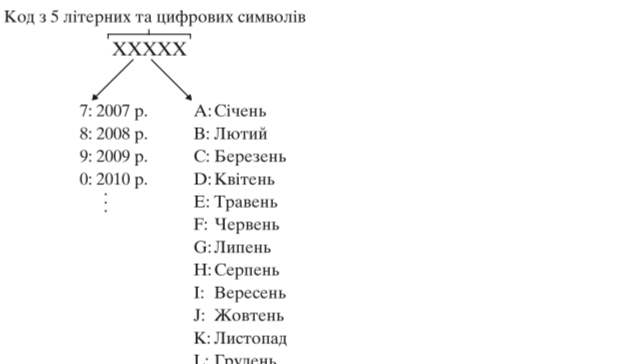 Код з 5 літерних та цифрових символів
XXXXX
7: 2007 р. A: Січень
8: 2008 р. B: Лютий
9: 2009 р. C: Березень
0: 2010 р. D: Квітень
E: Травень
F: Червень
G: Липень
H: Серпень
I: Вересень
J: Жовтень
K: Листопад
L: Грудень